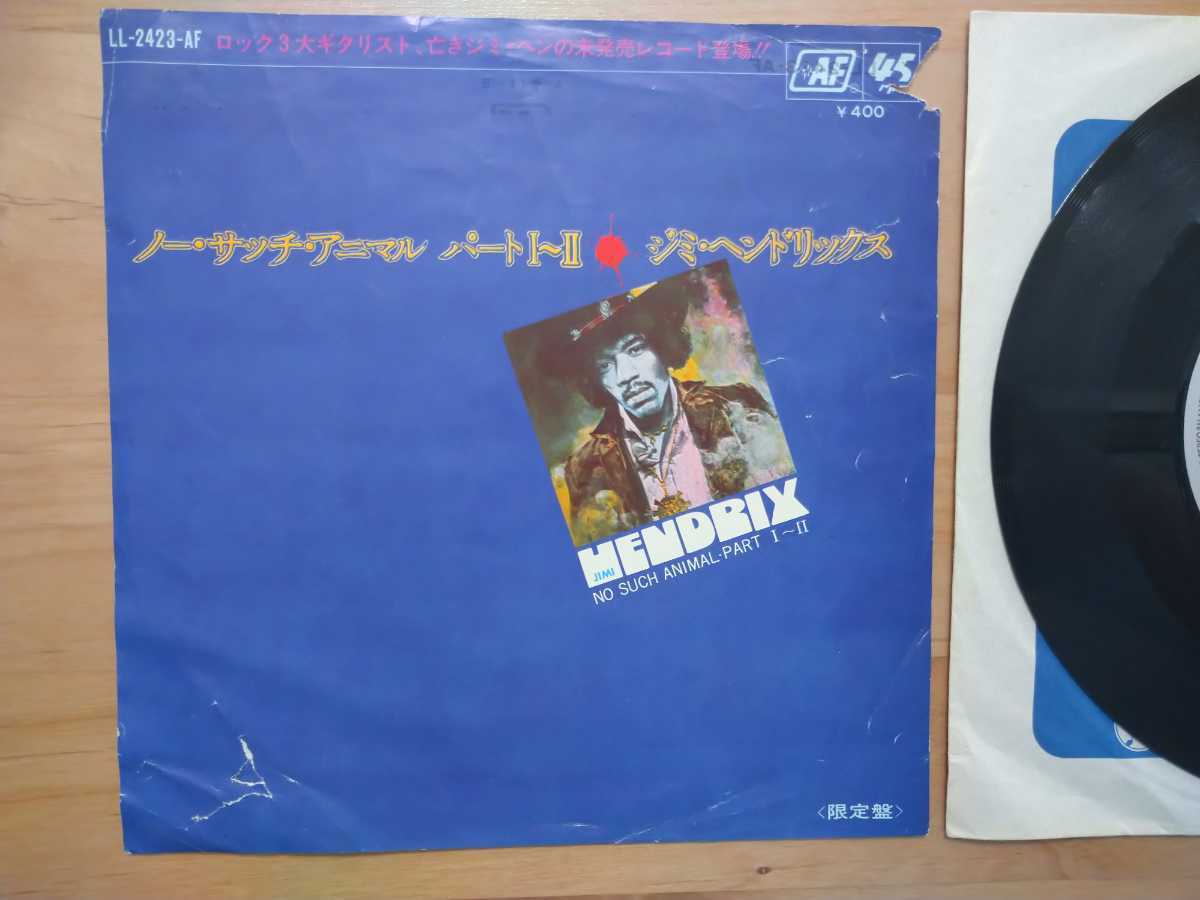 LL-2423-AF ロック3大ギタリスト、亡きジミ・ヘンの未発売レコード登場!!
AF 45
¥400
ノー・サッチ・アニマル パートI〜II ジミ・ヘンドリックス
JIMI HENDRIX
NO SUCH ANIMAL・PART I〜II
〈限定盤〉